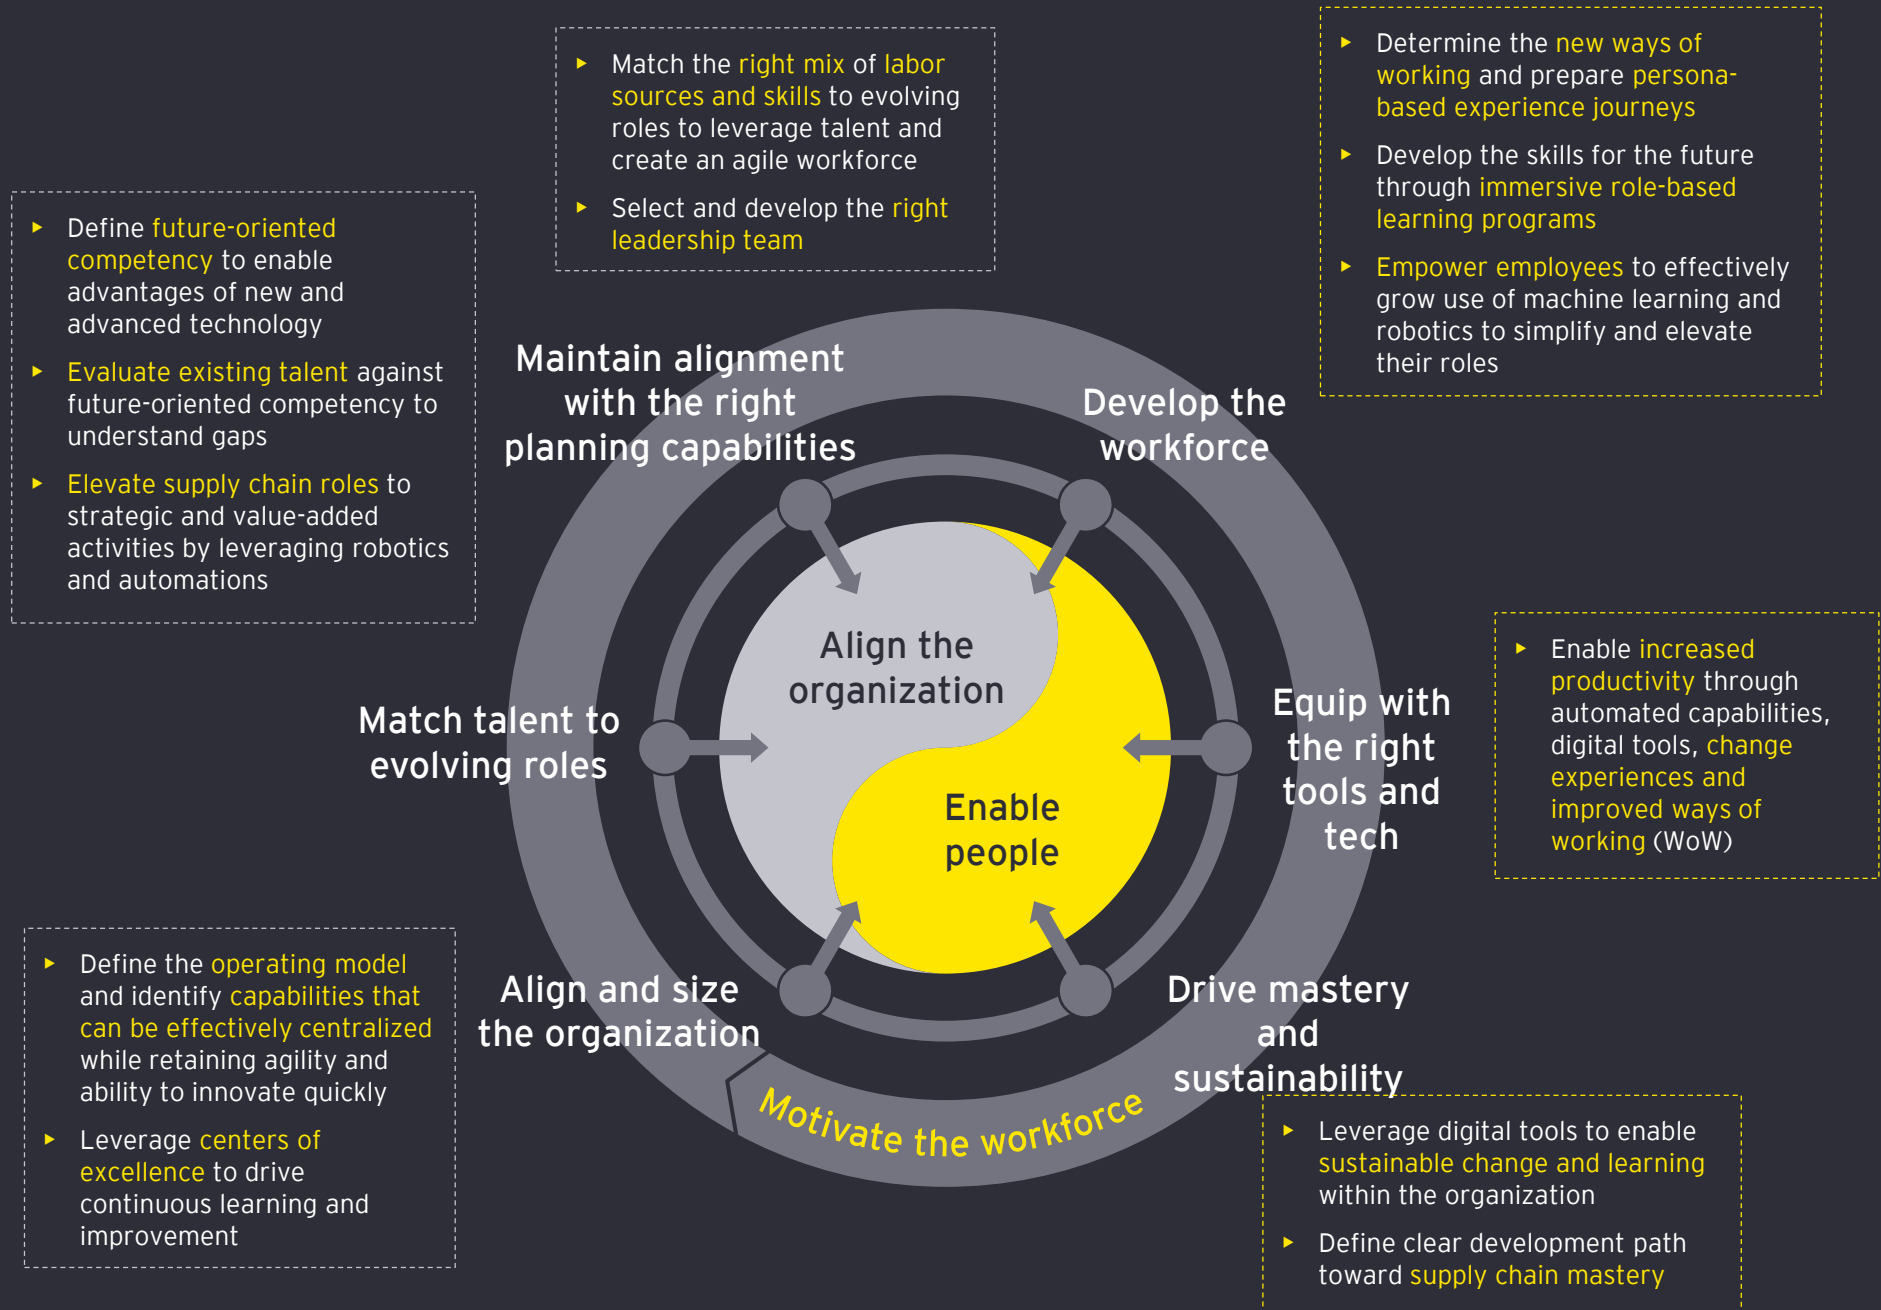 ► Match the right mix of labor
sources and skills to evolving
roles to leverage talent and
create an agile workforce
► Select and develop the right
leadership team
► Determine the new ways of
working and prepare persona-
based experience journeys
► Develop the skills for the future
through immersive role-based
learning programs
► Empower employees to effectively
grow use of machine learning and
robotics to simplify and elevate
their roles
► Define future-oriented
competency to enable
advantages of new and
advanced technology
► Evaluate existing talent against
future-oriented competency to
understand gaps
► Elevate supply chain roles to
strategic and value-added
activities by leveraging robotics
and automations
Maintain alignment
with the right
planning capabilities
Develop the
workforce
Align the
organization
Match talent to
evolving roles
Equip with
the right
tools and
tech
► Enable increased
productivity through
automated capabilities,
digital tools, change
experiences and
improved ways of
working (WoW)
Enable
people
► Define the operating model
and identify capabilities that
can be effectively centralized
while retaining agility and
ability to innovate quickly
► Leverage centers of
excellence to drive
continuous learning and
improvement
Align and size
the organization
Drive mastery
and
sustainability
Motivate the workforce
► Leverage digital tools to enable
sustainable change and learning
within the organization
► Define clear development path
toward supply chain mastery